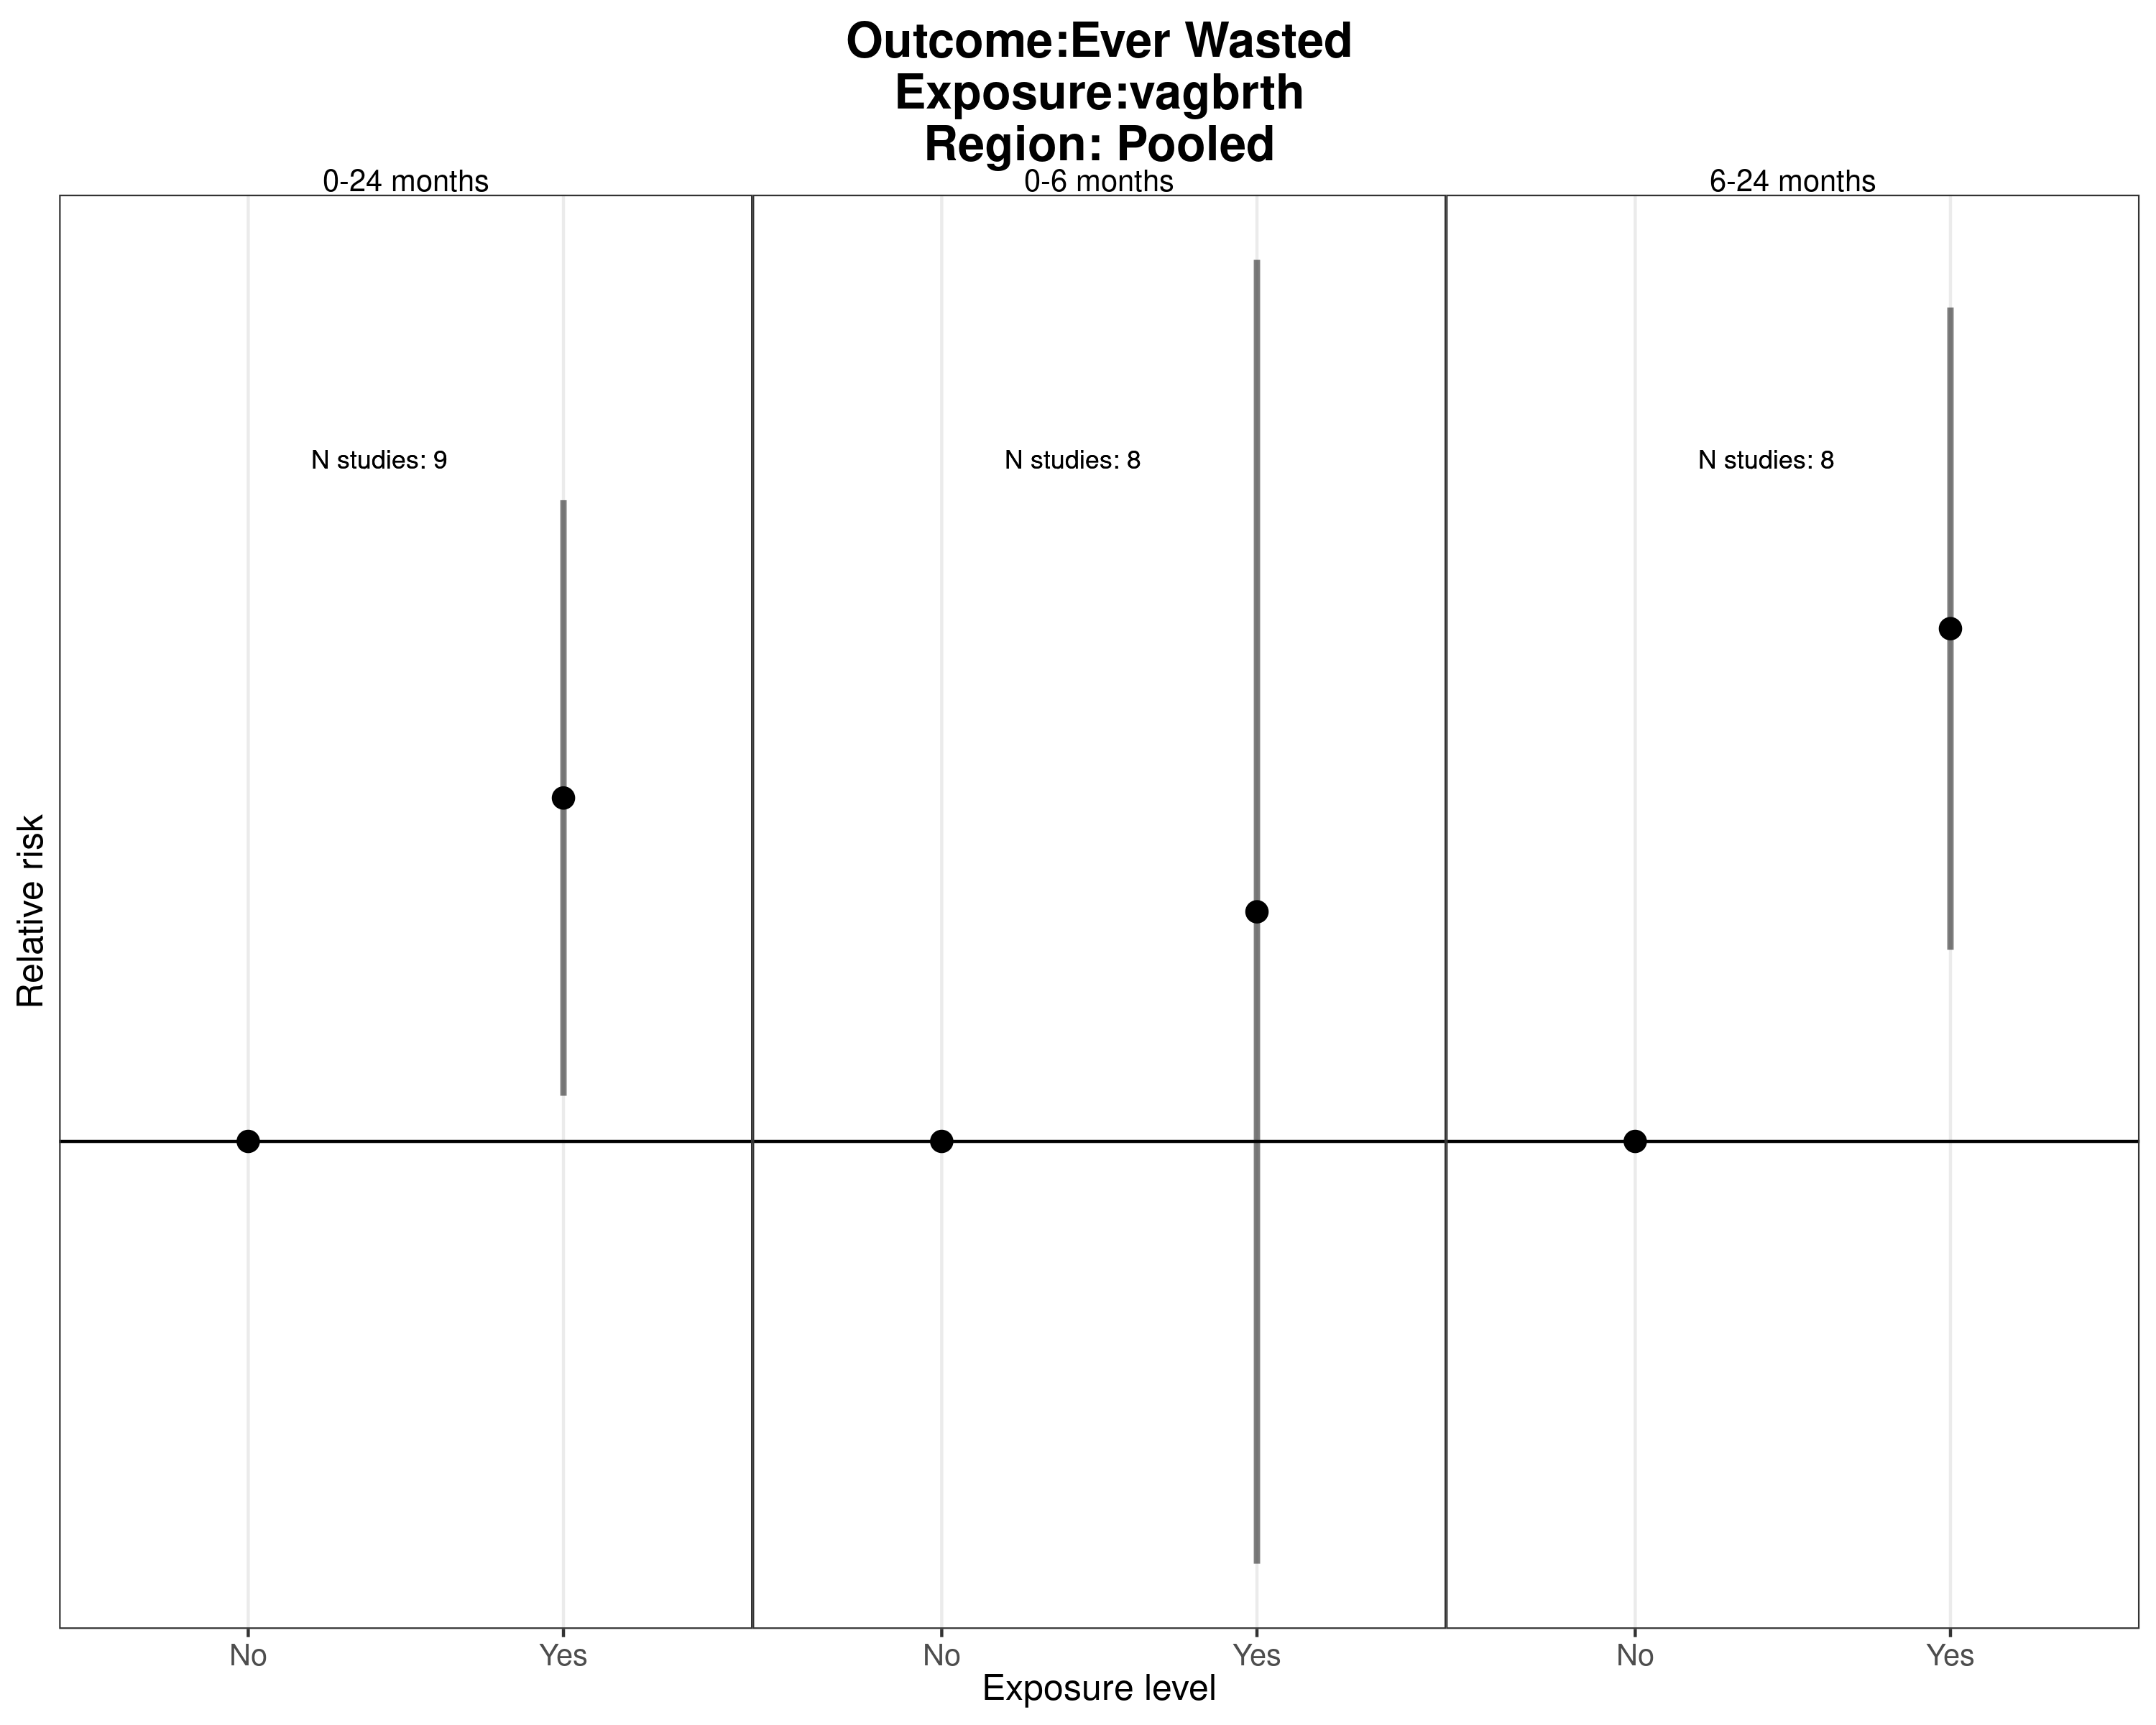 Outcome:Ever Wasted
Exposure:vagbrth
Region: Pooled
0-24 months
0-6 months
6-24 months
N studies: 9
N studies: 8
N studies: 8
Relative risk
No
Yes
No
Yes
No
Yes
Exposure level